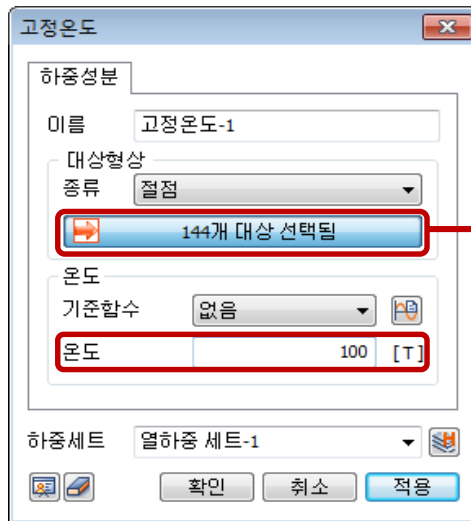 고정온도
하중성분
이름 고정온도-1
대상형상
종류 절점
144개 대상 선택됨
온도
기준함수 없음
온도 100 [T]
하중세트 열하중 세트-1
확인 취소 적용